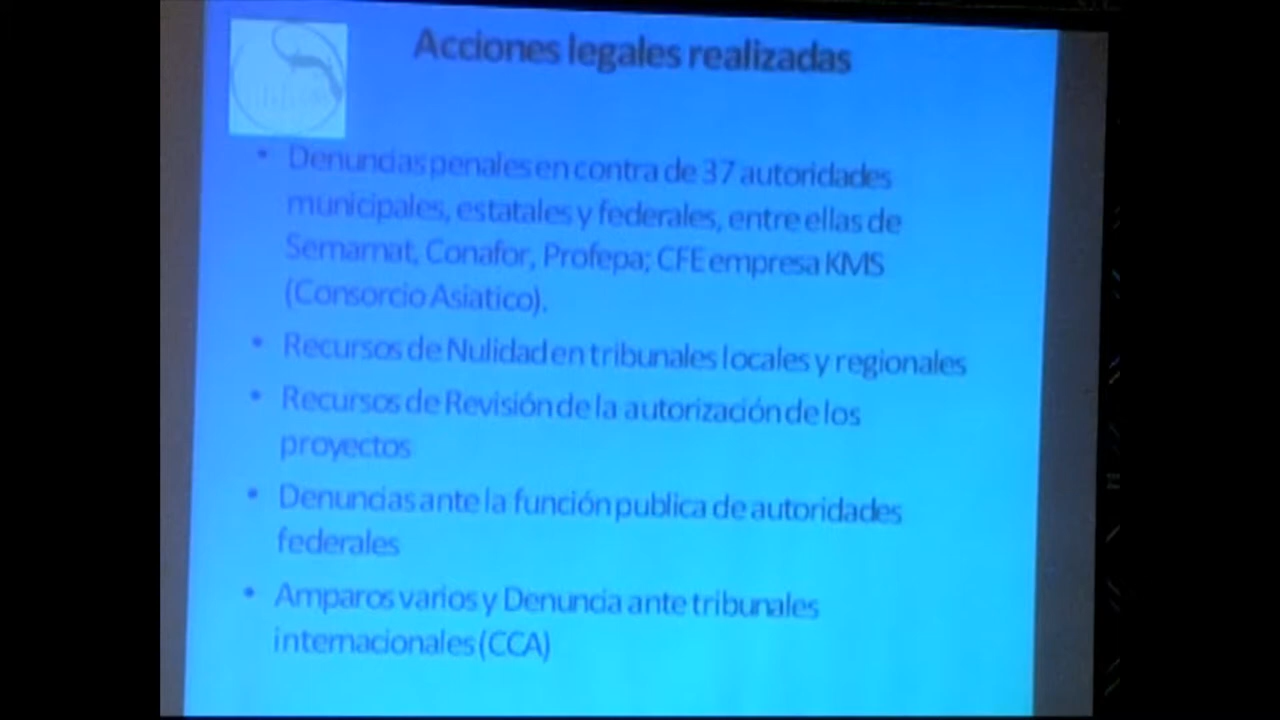 Acciones legales realizadas
• Denuncias penales en contra de 37 autoridades
municipales, estatales y federales, entre ellas de
Semarnat, Conafor, Profepa; CFE empresa KMS
(Consorcio Asiatico).
• Recursos de Nulidad en tribunales locales y regionales
• Recursos de Revisión de la autorización de los
proyectos
• Denuncias ante la función publica de autoridades
federales
• Amparos varios y Denuncia ante tribunales
internacionales (CCA)